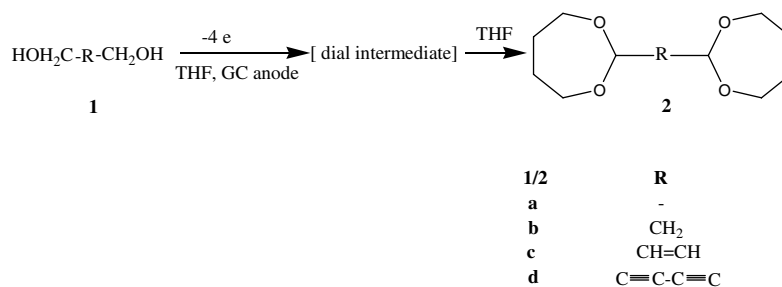 HOH₂C-R-CH₂OH -4 e THF, GC anode [ dial intermediate] THF O O R O O
1 2
1/2 R
a -
b CH₂
c CH=CH
d C≡C-C≡C